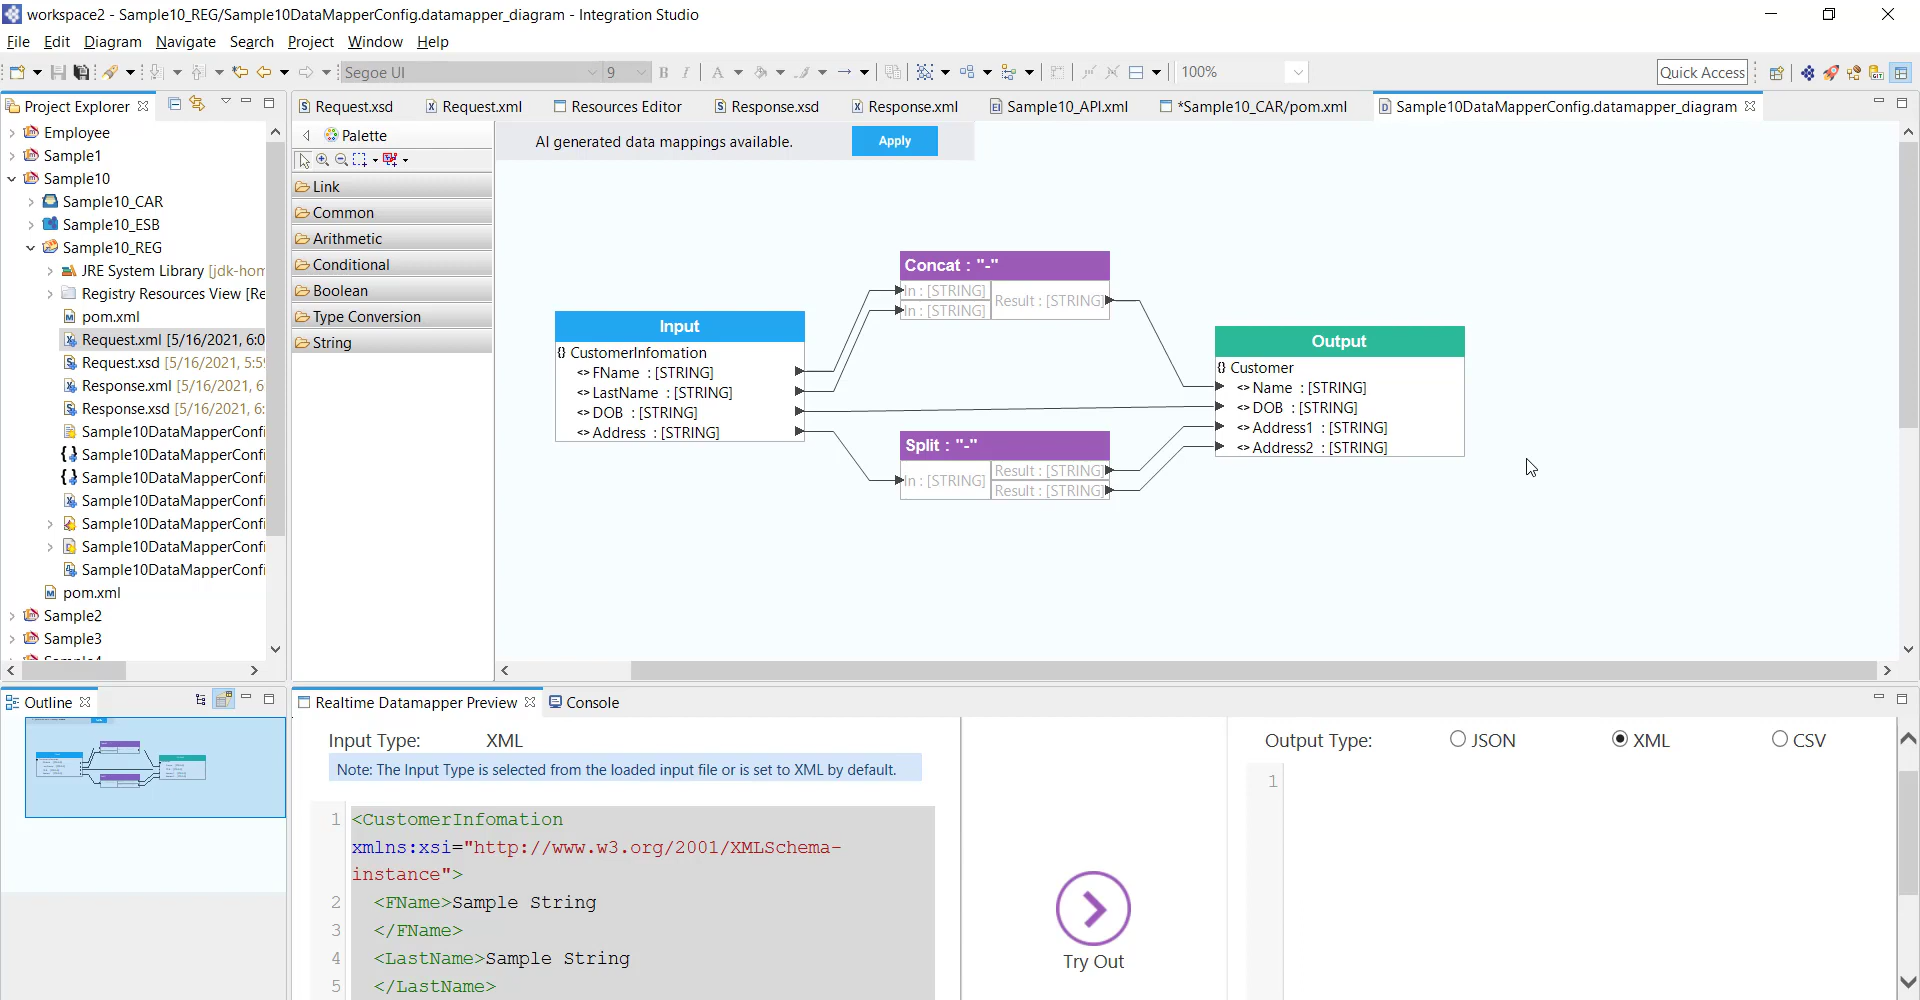 workspace2 - Sample10_REG/Sample10DataMapperConfig.datamapper_diagram - Integration Studio
File Edit Diagram Navigate Search Project Window Help
Segoe UI 9 B I A 100% Quick Access
Project Explorer
Employee
Sample1
Sample10
Sample10_CAR
Sample10_ESB
Sample10_REG
JRE System Library [jdk-hom
Registry Resources View [Re
pom.xml
Request.xml [5/16/2021, 6:0
Request.xsd [5/16/2021, 5:5
Response.xml [5/16/2021, 6
Response.xsd [5/16/2021, 6:
Sample10DataMapperConfi
Sample10DataMapperConfi
Sample10DataMapperConfi
Sample10DataMapperConfi
Sample10DataMapperConfi
Sample10DataMapperConfi
Sample10DataMapperConfi
pom.xml
Sample2
Sample3
Request.xsd Request.xml Resources Editor Response.xsd Response.xml Sample10_API.xml *Sample10_CAR/pom.xml Sample10DataMapperConfig.datamapper_diagram
Palette
Link
Common
Arithmetic
Conditional
Boolean
Type Conversion
String
AI generated data mappings available. Apply
Input
{} CustomerInfomation
<> FName : [STRING]
<> LastName : [STRING]
<> DOB : [STRING]
<> Address : [STRING]
Concat : "-"
In : [STRING]
In : [STRING]
Result : [STRING]
Split : "-"
In : [STRING]
Result : [STRING]
Result : [STRING]
Output
{} Customer
<> Name : [STRING]
<> DOB : [STRING]
<> Address1 : [STRING]
<> Address2 : [STRING]
Outline
Realtime Datamapper Preview Console
Input Type: XML
Note: The Input Type is selected from the loaded input file or is set to XML by default.
1 <CustomerInfomation
xmlns:xsi="http://www.w3.org/2001/XMLSchema-
instance">
2 <FName>Sample String
3 </FName>
4 <LastName>Sample String
5 </LastName>
Try Out
Output Type: JSON XML CSV
1